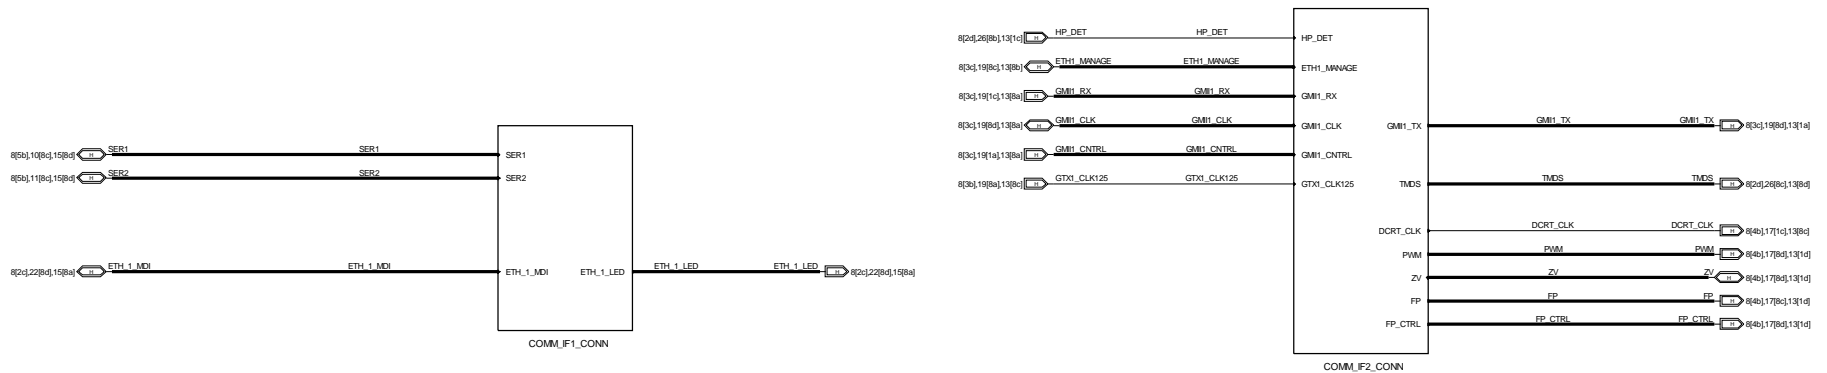 8[5b],10[8c],15[8d] H SER1 SER1 SER1
8[5b],11[8c],15[8d] H SER2 SER2 SER2
8[2c],22[8d],15[8a] H ETH_1_MDI ETH_1_MDI ETH_1_MDI ETH_1_LED ETH_1_LED ETH_1_LED H 8[2c],22[8d],15[8a]
COMM_IF1_CONN
8[2d],26[8b],13[1c] H HP_DET HP_DET HP_DET
8[3c],19[8c],13[8b] H ETH1_MANAGE ETH1_MANAGE ETH1_MANAGE
8[3c],19[1c],13[8a] H GMII1_RX GMII1_RX GMII1_RX
8[3c],19[8d],13[8a] H GMII1_CLK GMII1_CLK GMII1_CLK GMII1_TX GMII1_TX GMII1_TX H 8[3c],19[8d],13[1a]
8[3c],19[1a],13[8a] H GMII1_CNTRL GMII1_CNTRL GMII1_CNTRL
8[3b],19[8a],13[8c] H GTX1_CLK125 GTX1_CLK125 GTX1_CLK125 TMDS TMDS TMDS H 8[2d],26[8c],13[8d]
DCRT_CLK DCRT_CLK DCRT_CLK H 8[4b],17[1c],13[8c]
PWM PWM PWM H 8[4b],17[8d],13[1d]
ZV ZV ZV H 8[4b],17[8d],13[1d]
FP FP FP H 8[4b],17[8c],13[1d]
FP_CTRL FP_CTRL FP_CTRL H 8[4b],17[8d],13[1d]
COMM_IF2_CONN